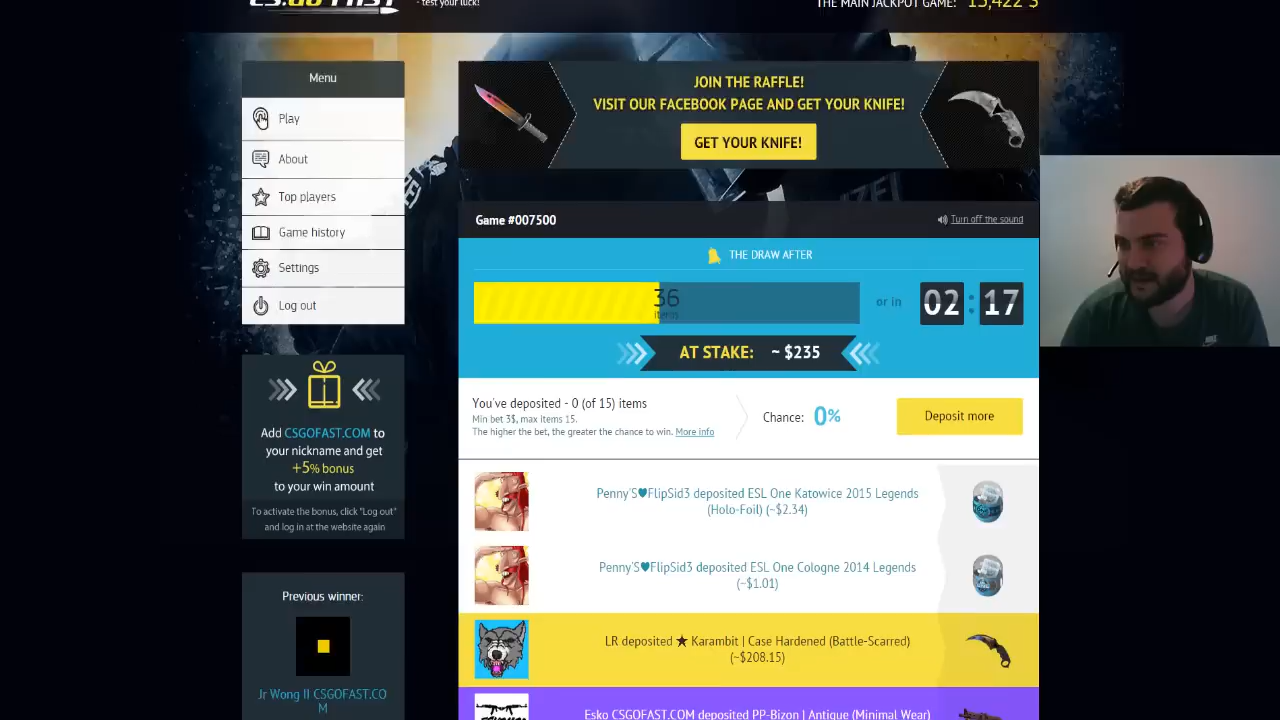 CS:GO FAST
- test your luck!
THE MAIN JACKPOT GAME: 15,422 $
Menu
Play
About
Top players
Game history
Settings
Log out
JOIN THE RAFFLE!
VISIT OUR FACEBOOK PAGE AND GET YOUR KNIFE!
GET YOUR KNIFE!
Game #007500
Turn off the sound
THE DRAW AFTER
36
items
or in
02 : 17
AT STAKE: ~ $235
You've deposited - 0 (of 15) items
Min bet 3$, max items 15.
The higher the bet, the greater the chance to win. More info
Chance: 0%
Deposit more
Add CSGOFAST.COM to
your nickname and get
+5% bonus
to your win amount
To activate the bonus, click "Log out"
and log in at the website again
Previous winner:
Jr Wong II CSGOFAST.CO
M
Penny'S♥FlipSid3 deposited ESL One Katowice 2015 Legends
(Holo-Foil) (~$2.34)
Penny'S♥FlipSid3 deposited ESL One Cologne 2014 Legends
(~$1.01)
LR deposited ★ Karambit | Case Hardened (Battle-Scarred)
(~$208.15)
Esko CSGOFAST.COM deposited PP-Bizon | Antique (Minimal Wear)